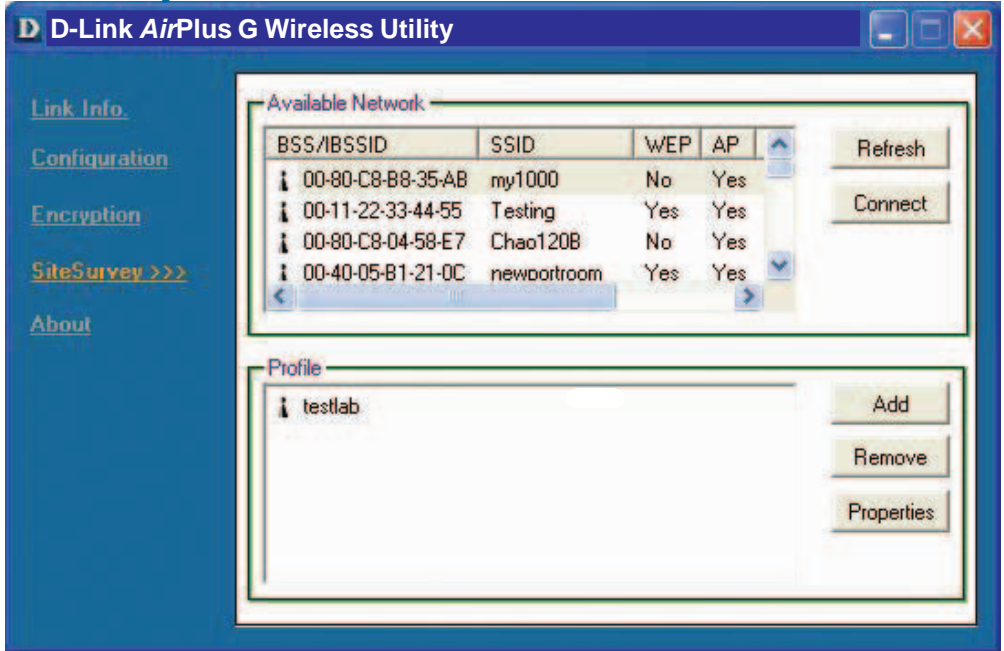 D-Link AirPlus G Wireless Utility
Link Info.
Configuration
Encryption
SiteSurvey >>>
About
Available Network
BSS/IBSSID SSID WEP AP
00-80-C8-B8-35-AB my1000 No Yes
00-11-22-33-44-55 Testing Yes Yes
00-80-C8-04-58-E7 Chao120B No Yes
00-40-05-B1-21-0C newportroom Yes Yes
Refresh
Connect
Profile
testlab
Add
Remove
Properties